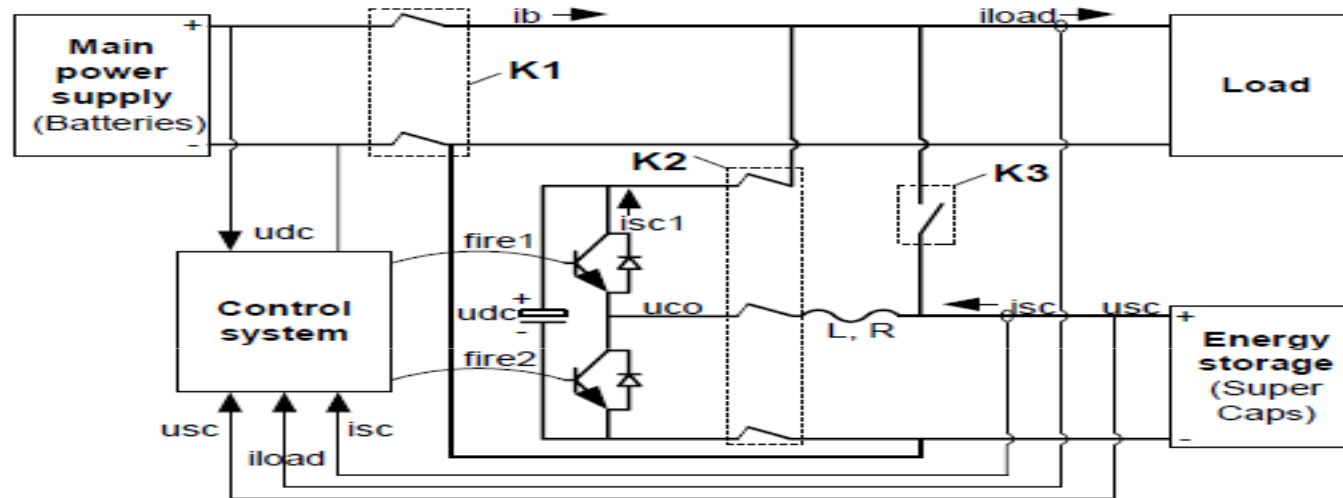 ib
iload
+
Main
power
supply
(Batteries)
-
K1
Load
K2
K3
isc1
udc
fire1
Control
system
udc
+
-
uco
L, R
isc
usc
+
Energy
storage
(Super
Caps)
-
fire2
usc
isc
iload